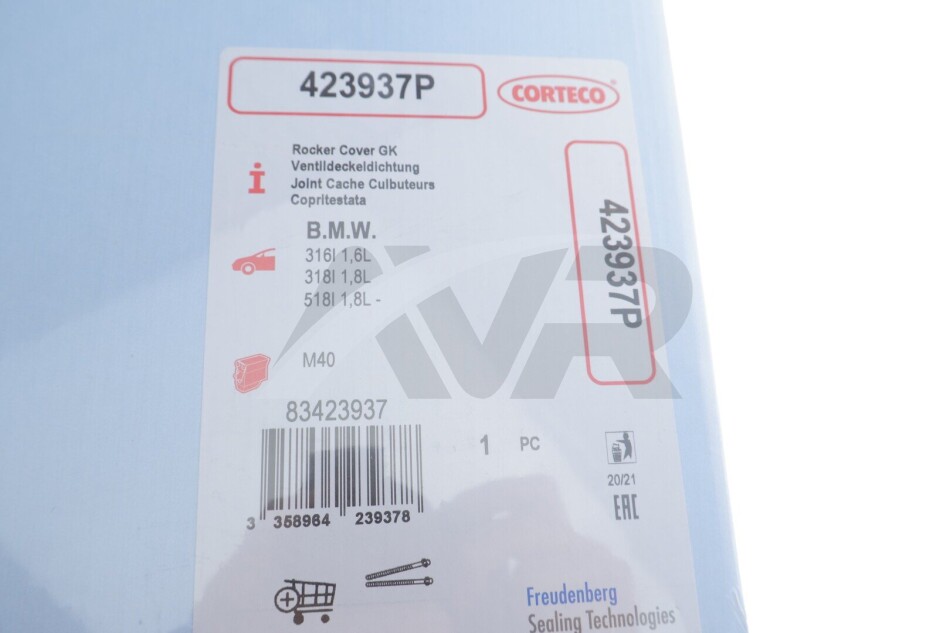 423937P
CORTECO®
Rocker Cover GK
Ventildeckeldichtung
Joint Cache Culbuteurs
Copritestata
B.M.W.
316I 1,6L
318I 1,8L
518I 1,8L -
423937P
M40
83423937
3 358964 239378
1 PC
20/21
EAC
Freudenberg
Sealing Technologies
AVR